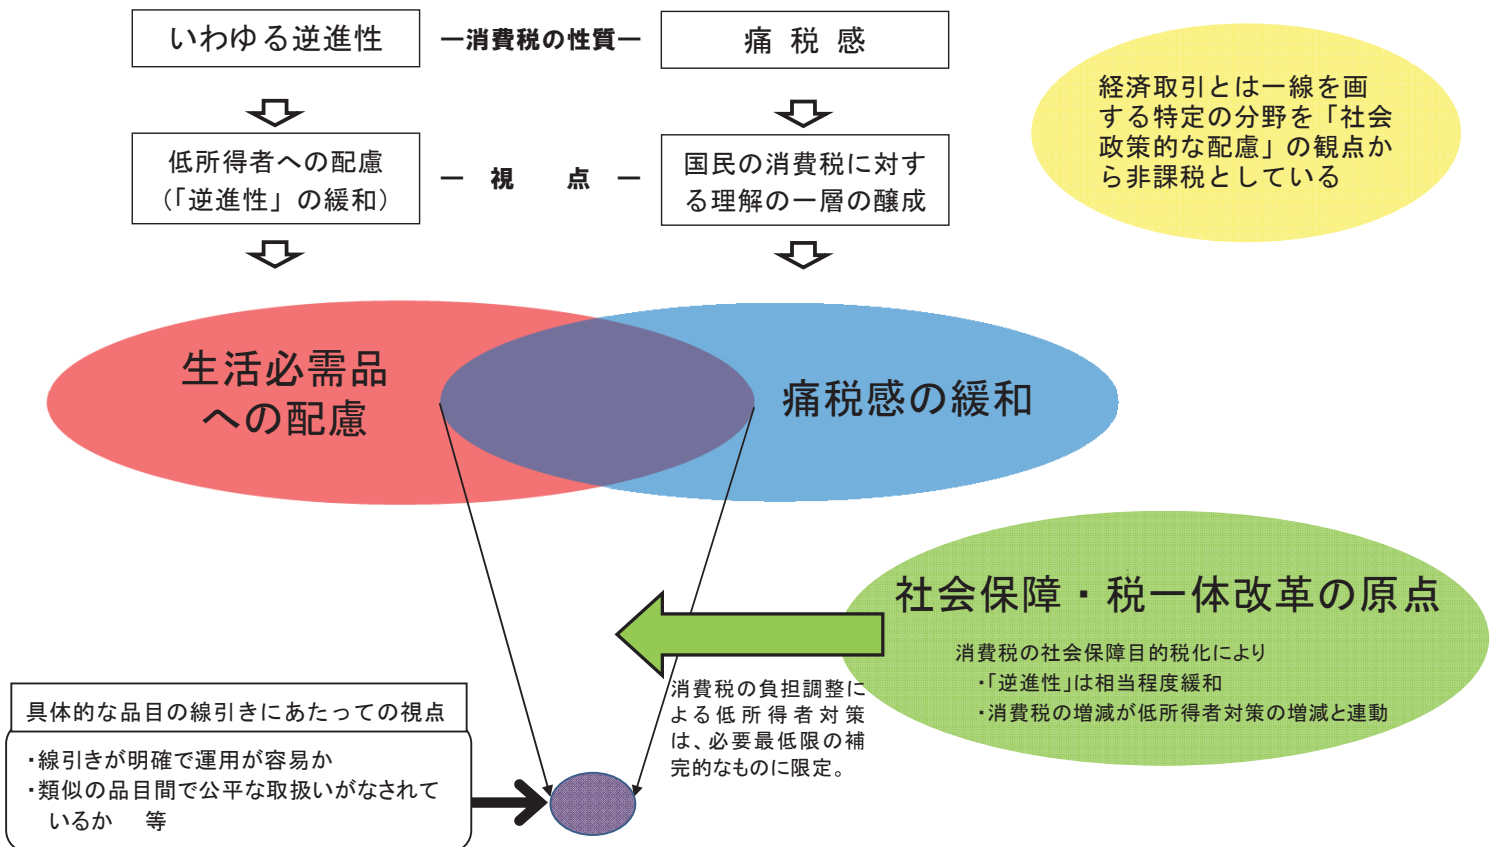 いわゆる逆進性
―消費税の性質―
痛 税 感
低所得者への配慮
（「逆進性」の緩和）
― 視　　点 ―
国民の消費税に対す
る理解の一層の醸成
経済取引とは一線を画
する特定の分野を「社会
政策的な配慮」の観点か
ら非課税としている
生活必需品
への配慮
痛税感の緩和
社会保障・税一体改革の原点
消費税の社会保障目的税化により
・「逆進性」は相当程度緩和
・消費税の増減が低所得者対策の増減と連動
消費税の負担調整に
よる低所得者対策
は、必要最低限の補
完的なものに限定。
具体的な品目の線引きにあたっての視点
・線引きが明確で運用が容易か
・類似の品目間で公平な取扱いがなされて
いるか　等